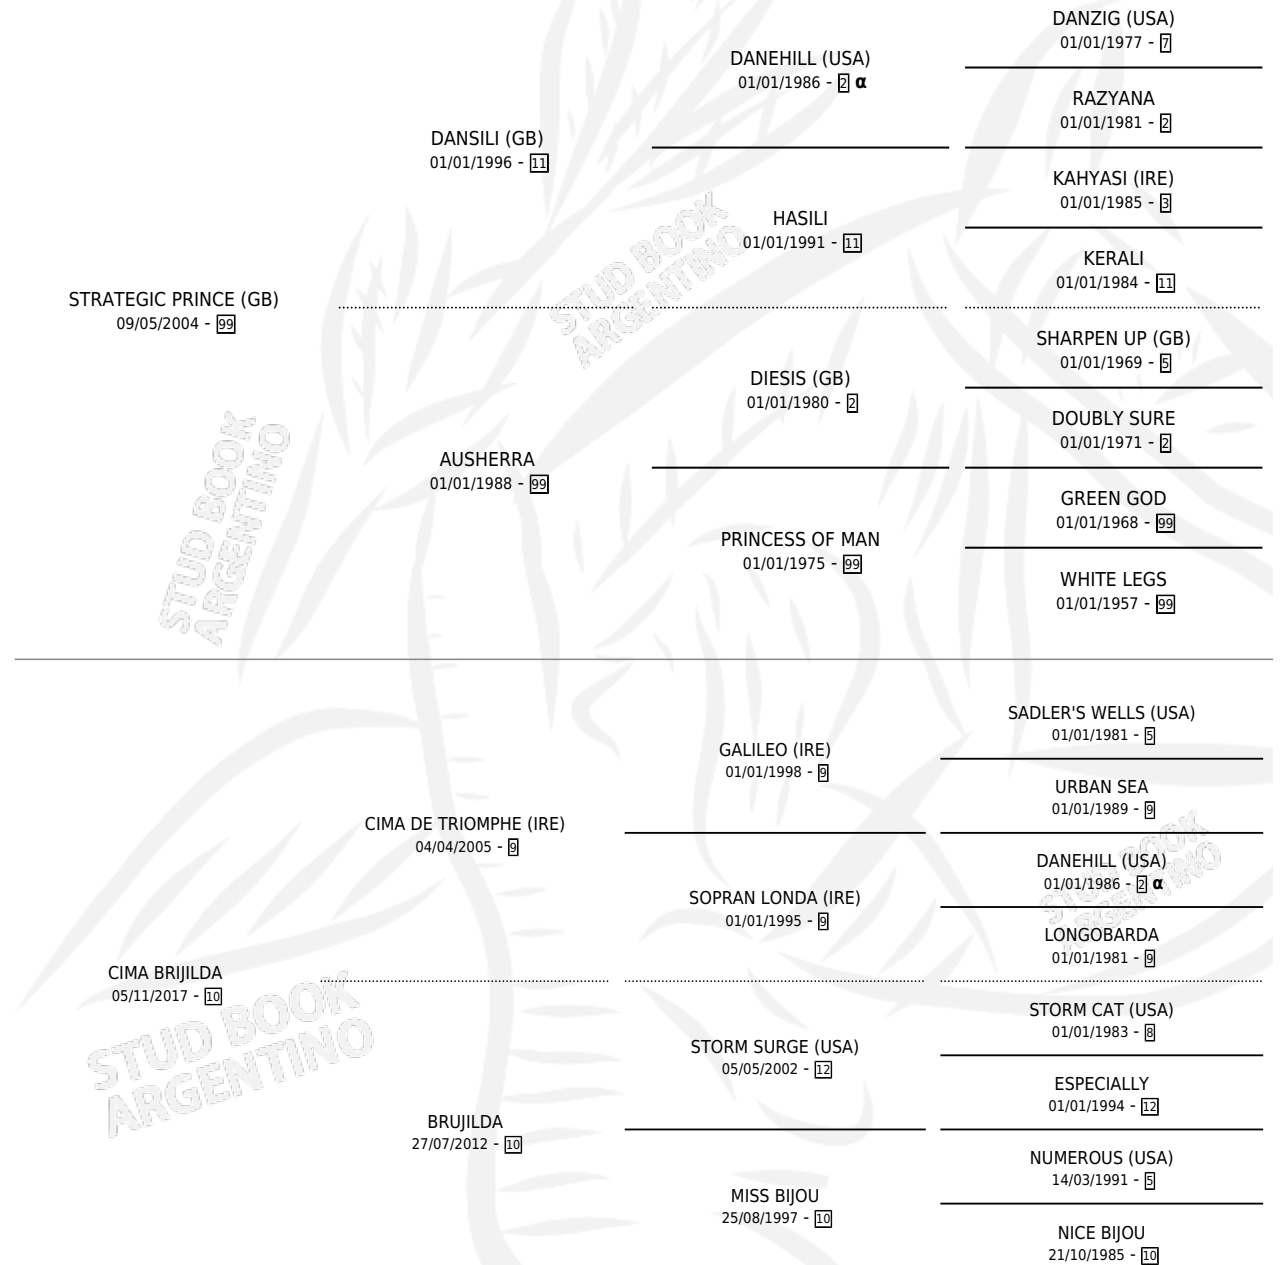 DANZIG (USA)
01/01/1977 - 7
DANEHILL (USA)
01/01/1986 - 2 α
RAZYANA
01/01/1981 - 2
DANSILI (GB)
01/01/1996 - 11
KAHYASI (IRE)
01/01/1985 - 3
HASILI
01/01/1991 - 11
KERALI
01/01/1984 - 11
STRATEGIC PRINCE (GB)
09/05/2004 - 99
SHARPEN UP (GB)
01/01/1969 - 5
DIESIS (GB)
01/01/1980 - 2
DOUBLY SURE
01/01/1971 - 2
AUSHERRA
01/01/1988 - 99
GREEN GOD
01/01/1968 - 99
PRINCESS OF MAN
01/01/1975 - 99
WHITE LEGS
01/01/1957 - 99
SADLER'S WELLS (USA)
01/01/1981 - 5
GALILEO (IRE)
01/01/1998 - 9
URBAN SEA
01/01/1989 - 9
CIMA DE TRIOMPHE (IRE)
04/04/2005 - 9
DANEHILL (USA)
01/01/1986 - 2 α
SOPRAN LONDA (IRE)
01/01/1995 - 9
LONGOBARDA
01/01/1981 - 9
CIMA BRIJILDA
05/11/2017 - 10
STORM CAT (USA)
01/01/1983 - 8
STORM SURGE (USA)
05/05/2002 - 12
ESPECIALLY
01/01/1994 - 12
BRUJILDA
27/07/2012 - 10
NUMEROUS (USA)
14/03/1991 - 5
MISS BIJOU
25/08/1997 - 10
NICE BIJOU
21/10/1985 - 10
STUD BOOK
ARGENTINO
STUD BOOK
ARGENTINO
STUD BOOK
ARGENTINO
STUD BOOK
ARGENTINO